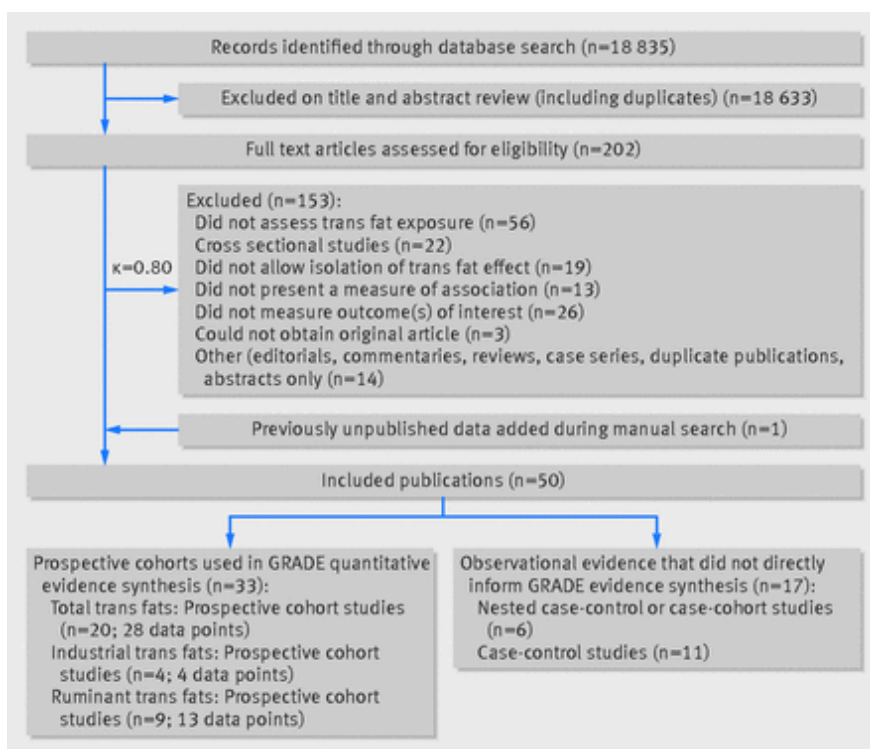 Records identified through database search (n=18 835)
Excluded on title and abstract review (including duplicates) (n=18 633)
Full text articles assessed for eligibility (n=202)
Excluded (n=153):
Did not assess trans fat exposure (n=56)
Cross sectional studies (n=22)
κ=0.80
Did not allow isolation of trans fat effect (n=19)
Did not present a measure of association (n=13)
Did not measure outcome(s) of interest (n=26)
Could not obtain original article (n=3)
Other (editorials, commentaries, reviews, case series, duplicate publications,
abstracts only (n=14)
Previously unpublished data added during manual search (n=1)
Included publications (n=50)
Prospective cohorts used in GRADE quantitative
evidence synthesis (n=33):
Total trans fats: Prospective cohort studies
(n=20; 28 data points)
Industrial trans fats: Prospective cohort
studies (n=4; 4 data points)
Ruminant trans fats: Prospective cohort
studies (n=9; 13 data points)
Observational evidence that did not directly
inform GRADE evidence synthesis (n=17):
Nested case-control or case-cohort studies
(n=6)
Case-control studies (n=11)